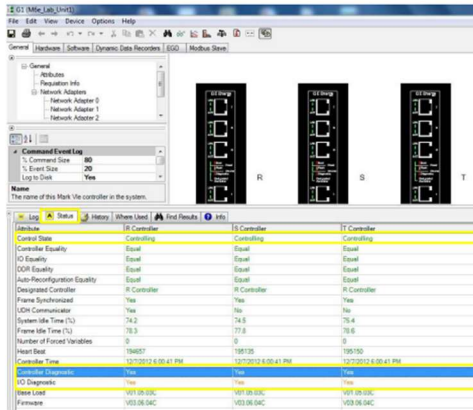 G1 (M6e_Lab_Unit1)
File Edit View Device Options Help
General Hardware Software Dynamic Data Recorders EGD Modbus Slave
General
Attributes
Requisition Info
Network Adapters
Network Adapter 0
Network Adapter 1
Network Adapter 2
Command Event Log
% Command Size 80
% Event Size 20
Log to Disk Yes
Name
The name of this Mark VIe controller in the system.
GE Energy GE Energy GE Energy
R S T
Log Status History Where Used Find Results Info
Attribute R Controller S Controller T Controller
Control State Controlling Controlling Controlling
Controller Equality Equal Equal Equal
IO Equality Equal Equal Equal
DDR Equality Equal Equal Equal
Auto-Reconfiguration Equality Equal Equal Equal
Designated Controller R Controller R Controller R Controller
Frame Synchronized Yes Yes Yes
UDH Communicator Yes No No
System Idle Time (%) 74.2 74.5 75.4
Frame Idle Time (%) 78.3 77.8 78.6
Number of Forced Variables 0 0 0
Heart Beat 194657 195135 195150
Controller Time 12/7/2012 6:00:41 PM 12/7/2012 6:00:41 PM 12/7/2012 6:00:41 PM
Controller Diagnostic Yes Yes Yes
I/O Diagnostic Yes Yes Yes
Base Load V01.05.03C V01.05.03C V01.05.03C
Firmware V03.06.04C V03.06.04C V03.06.04C